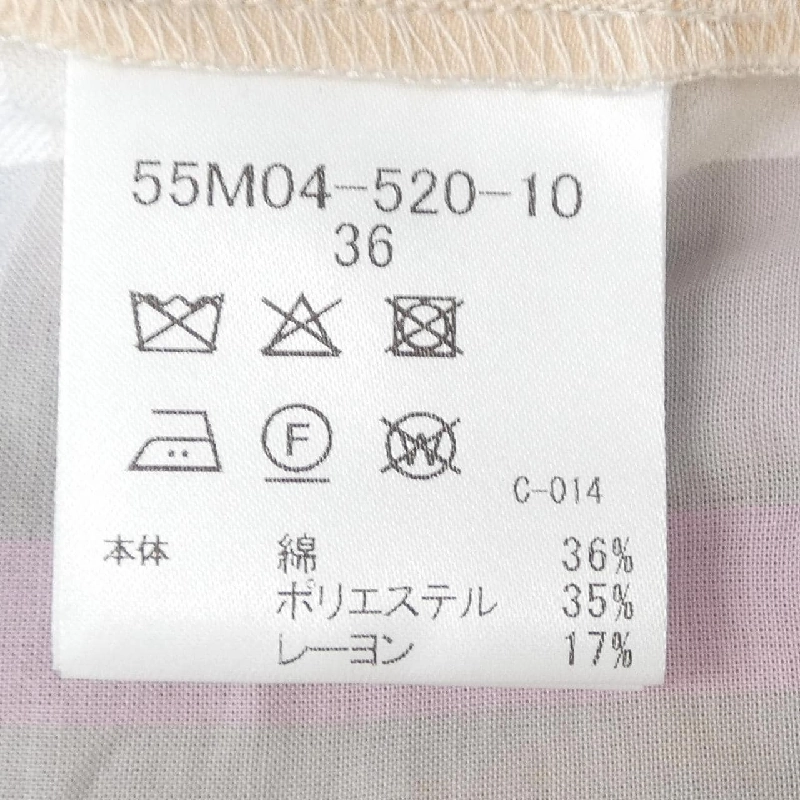 55M04-520-10
36
F W
C-014
本体 綿 36%
ポリエステル 35%
レーヨン 17%